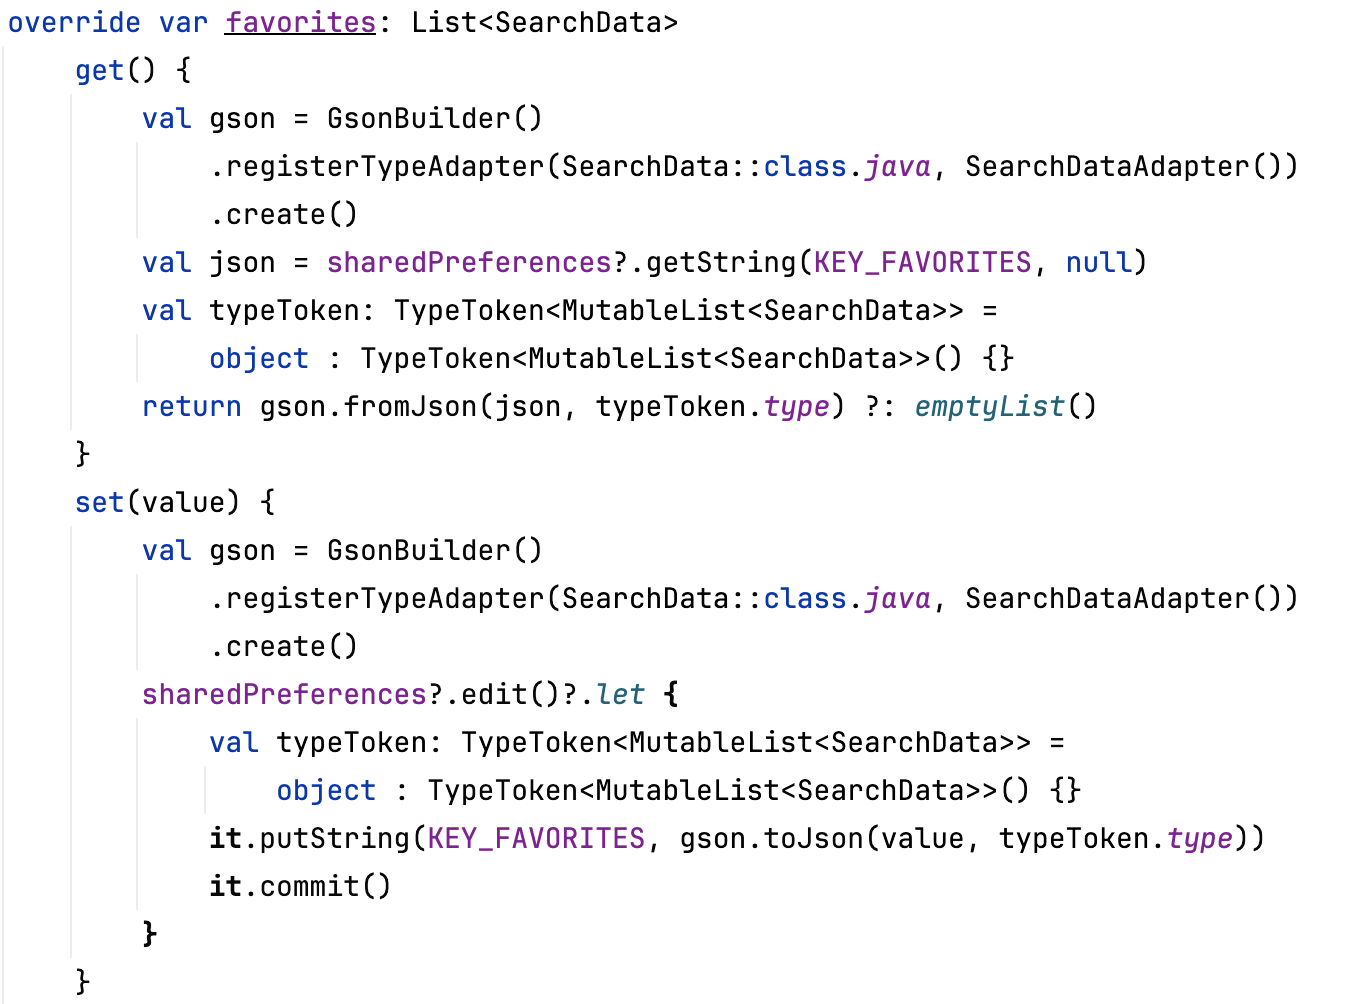 override var favorites: List<SearchData>
    get() {
        val gson = GsonBuilder()
            .registerTypeAdapter(SearchData::class.java, SearchDataAdapter())
            .create()
        val json = sharedPreferences?.getString(KEY_FAVORITES, null)
        val typeToken: TypeToken<MutableList<SearchData>> =
            object : TypeToken<MutableList<SearchData>>() {}
        return gson.fromJson(json, typeToken.type) ?: emptyList()
    }
    set(value) {
        val gson = GsonBuilder()
            .registerTypeAdapter(SearchData::class.java, SearchDataAdapter())
            .create()
        sharedPreferences?.edit()?.let {
            val typeToken: TypeToken<MutableList<SearchData>> =
                object : TypeToken<MutableList<SearchData>>() {}
            it.putString(KEY_FAVORITES, gson.toJson(value, typeToken.type))
            it.commit()
        }
    }